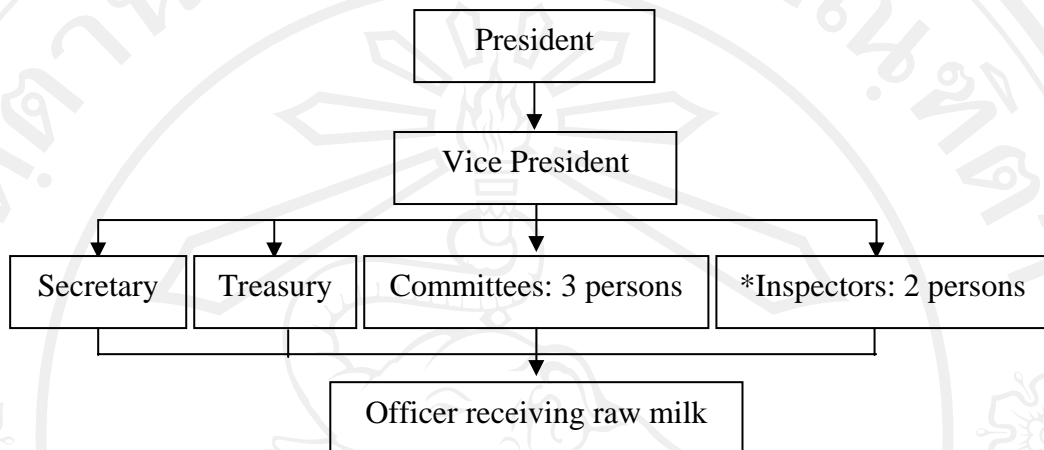 President
Vice President
Secretary
Treasury
Committees: 3 persons
*Inspectors: 2 persons
Officer receiving raw milk